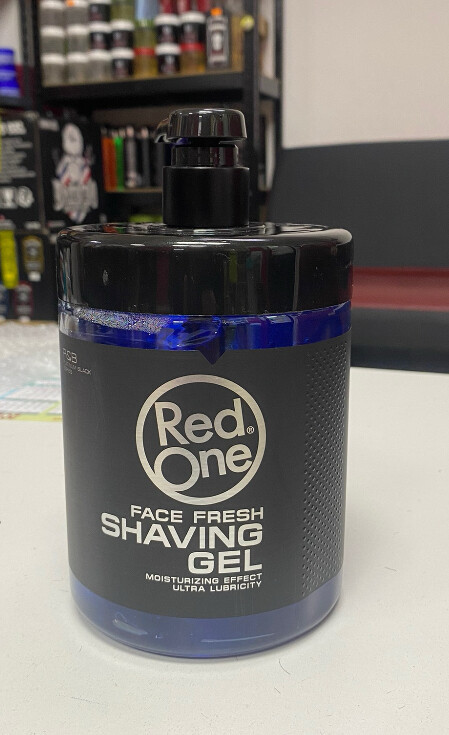 Red
One®
FACE FRESH
SHAVING
GEL
MOISTURIZING EFFECT
ULTRA LUBRICITY